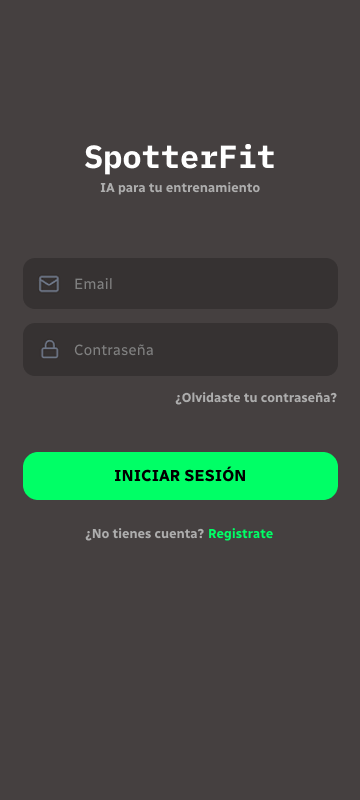 SpotterFit
IA para tu entrenamiento
Email
Contraseña
¿Olvidaste tu contraseña?
INICIAR SESIÓN
¿No tienes cuenta? Registrate